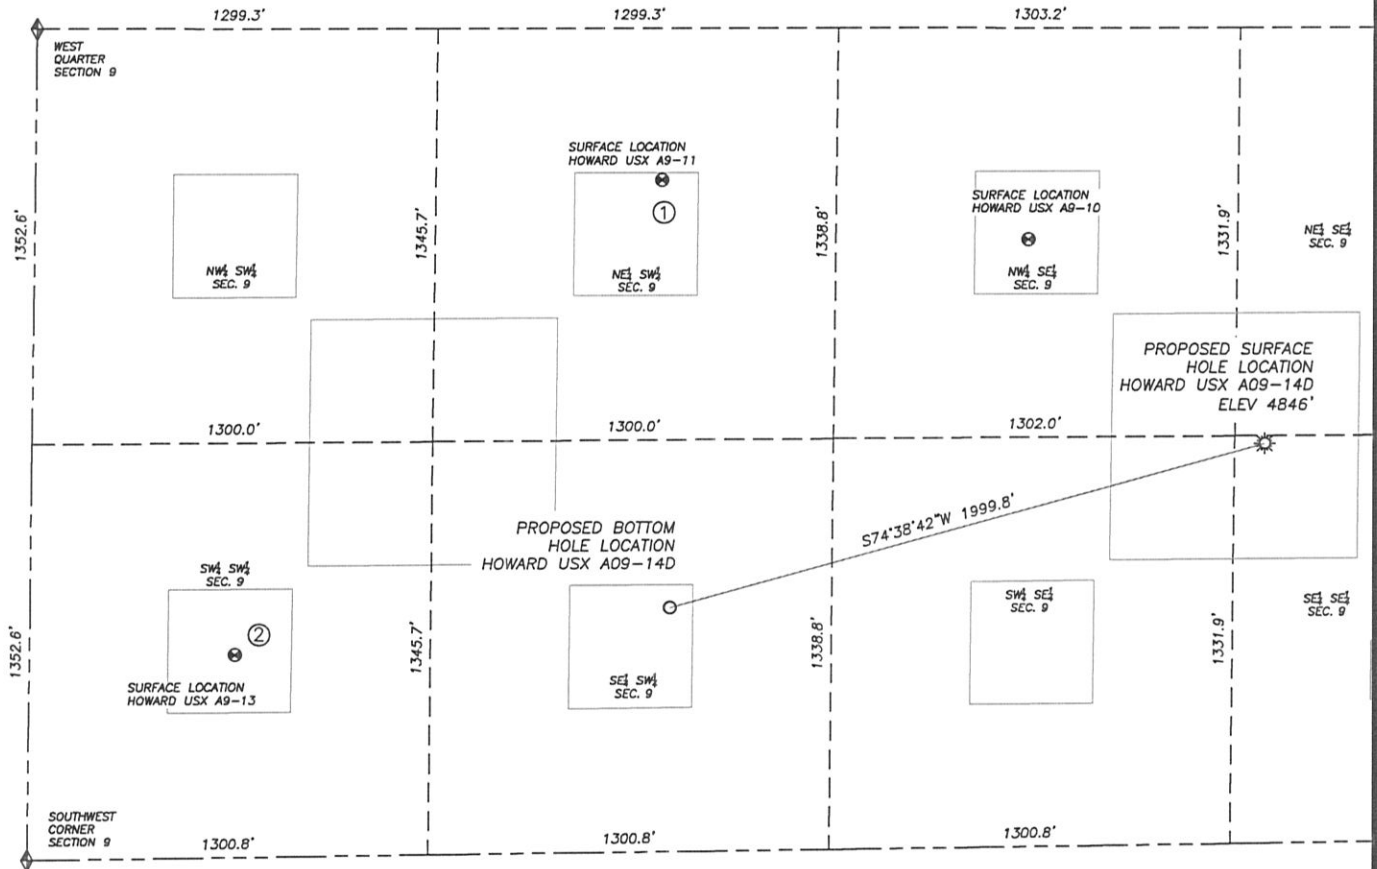 1299.3'
1299.3'
1303.2'
WEST
QUARTER
SECTION 9
SURFACE LOCATION
HOWARD USX A9-11
①
SURFACE LOCATION
HOWARD USX A9-10
1352.6'
1345.7'
1338.8'
1331.9'
NW¼ SW¼
SEC. 9
NE¼ SW¼
SEC. 9
NW¼ SE¼
SEC. 9
NE¼ SE¼
SEC. 9
PROPOSED SURFACE
HOLE LOCATION
HOWARD USX A09-14D
ELEV 4846'
1300.0'
1300.0'
1302.0'
S74°38'42"W 1999.8'
PROPOSED BOTTOM
HOLE LOCATION
HOWARD USX A09-14D
SW¼ SW¼
SEC. 9
②
SURFACE LOCATION
HOWARD USX A9-13
SE¼ SW¼
SEC. 9
SW¼ SE¼
SEC. 9
SE¼ SE¼
SEC. 9
1352.6'
1345.7'
1338.8'
1331.9'
SOUTHWEST
CORNER
SECTION 9
1300.8'
1300.8'
1300.8'